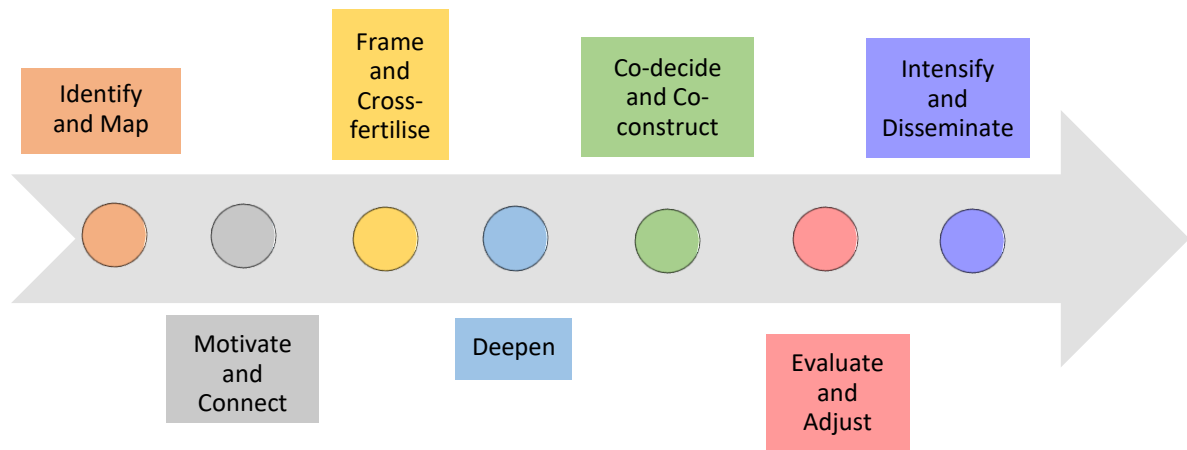 Identify
and Map
Motivate
and
Connect
Frame
and
Cross-
fertilise
Deepen
Co-decide
and Co-
construct
Evaluate
and
Adjust
Intensify
and
Disseminate